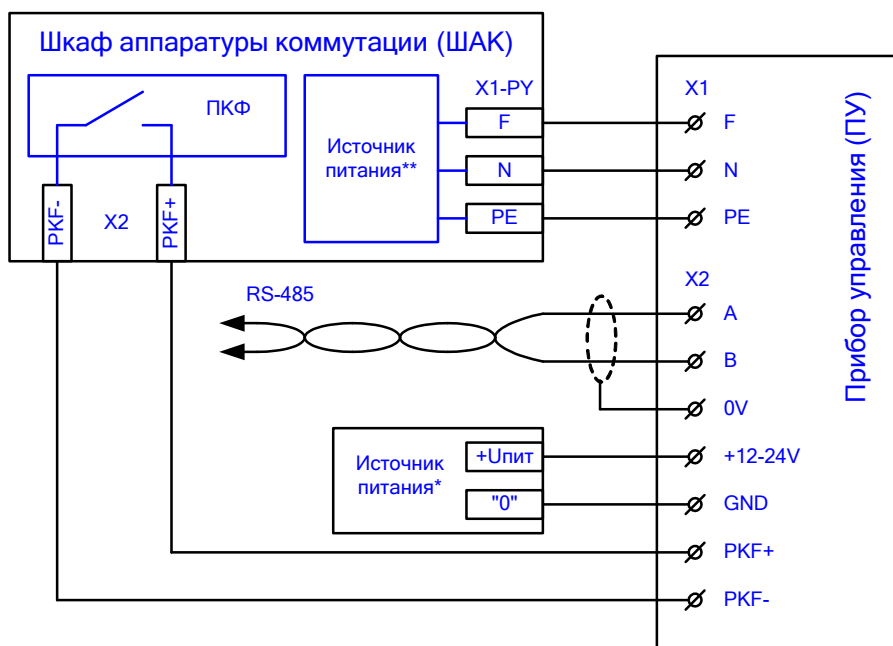 Шкаф аппаратуры коммутации (ШАК)
ПКФ
Источник
питания**
X1-PY
F
N
PE
PKF-
X2
PKF+
X1
F
N
PE
X2
A
B
0V
+12-24V
GND
PKF+
PKF-
Прибор управления (ПУ)
RS-485
Источник
питания*
+Uпит
"0"